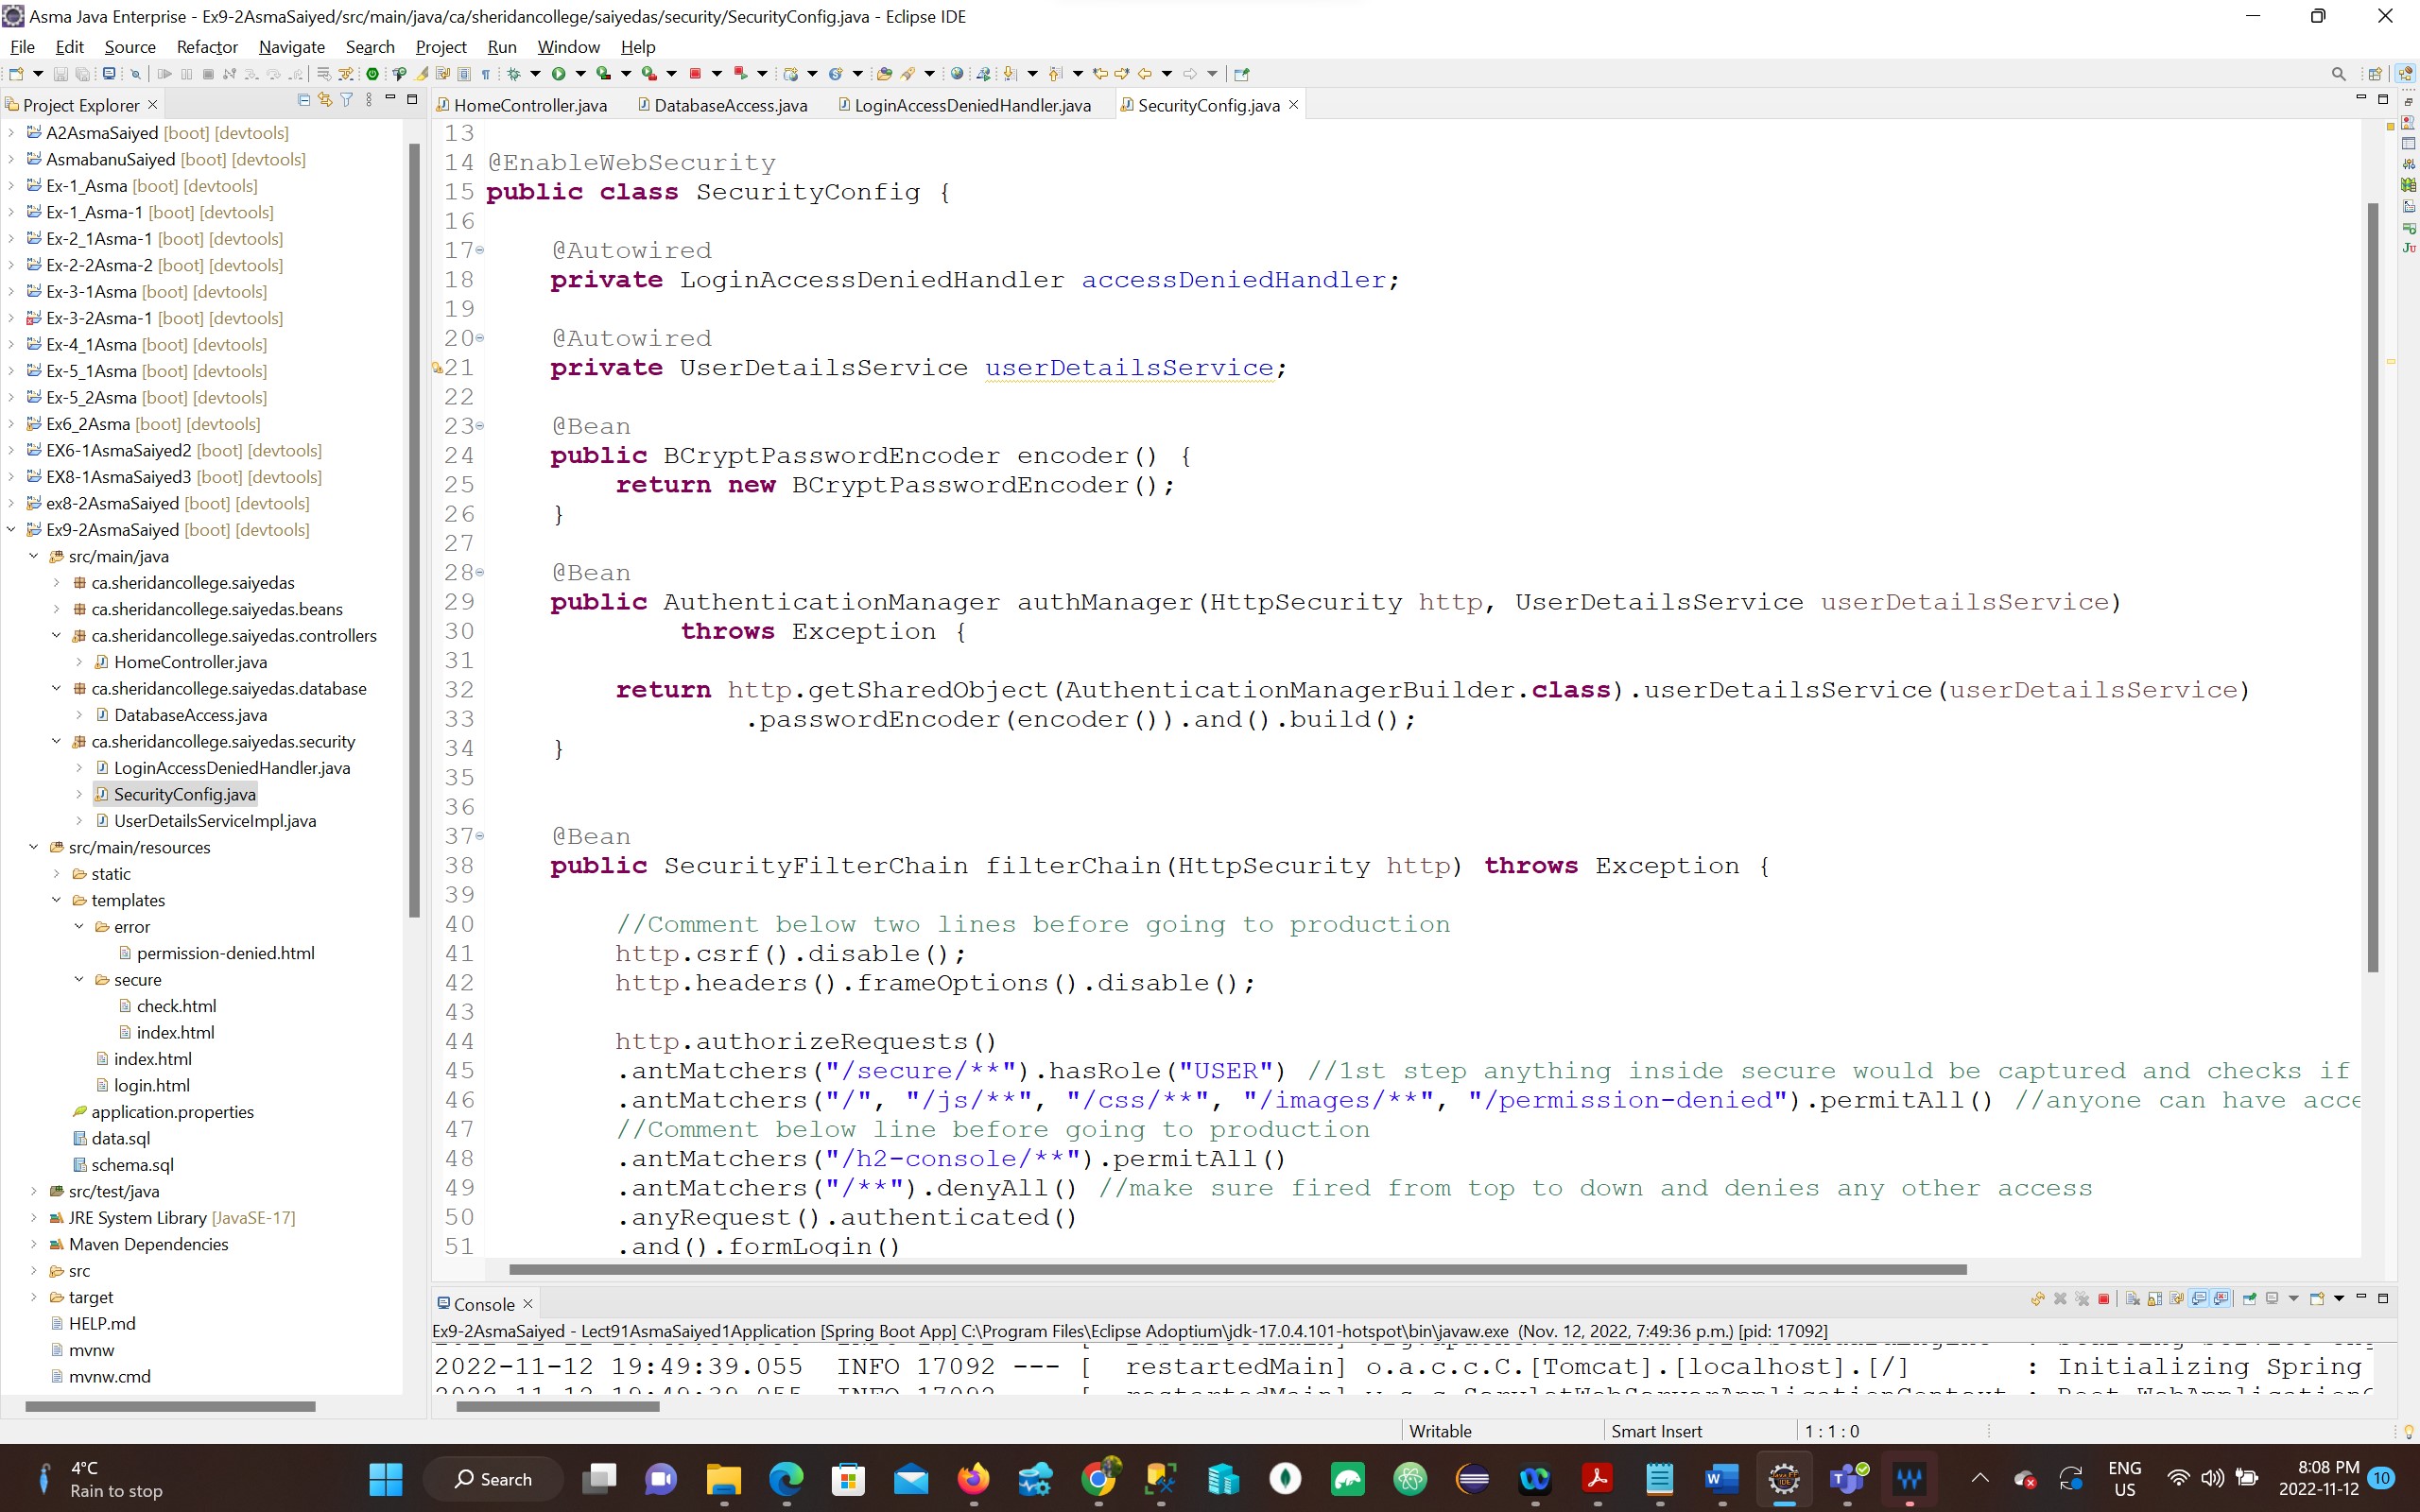 Asma Java Enterprise - Ex9-2AsmaSaiyed/src/main/java/ca/sheridancollege/saiyedas/security/SecurityConfig.java - Eclipse IDE
File Edit Source Refactor Navigate Search Project Run Window Help
Project Explorer
A2AsmaSaiyed [boot] [devtools]
AsmabanuSaiyed [boot] [devtools]
Ex-1_Asma [boot] [devtools]
Ex-1_Asma-1 [boot] [devtools]
Ex-2_1Asma-1 [boot] [devtools]
Ex-2-2Asma-2 [boot] [devtools]
Ex-3-1Asma [boot] [devtools]
Ex-3-2Asma-1 [boot] [devtools]
Ex-4_1Asma [boot] [devtools]
Ex-5_1Asma [boot] [devtools]
Ex-5_2Asma [boot] [devtools]
Ex6_2Asma [boot] [devtools]
EX6-1AsmaSaiyed2 [boot] [devtools]
EX8-1AsmaSaiyed3 [boot] [devtools]
ex8-2AsmaSaiyed [boot] [devtools]
Ex9-2AsmaSaiyed [boot] [devtools]
src/main/java
ca.sheridancollege.saiyedas
ca.sheridancollege.saiyedas.beans
ca.sheridancollege.saiyedas.controllers
HomeController.java
ca.sheridancollege.saiyedas.database
DatabaseAccess.java
ca.sheridancollege.saiyedas.security
LoginAccessDeniedHandler.java
SecurityConfig.java
UserDetailsServiceImpl.java
src/main/resources
static
templates
error
permission-denied.html
secure
check.html
index.html
index.html
login.html
application.properties
data.sql
schema.sql
src/test/java
JRE System Library [JavaSE-17]
Maven Dependencies
src
target
HELP.md
mvnw
mvnw.cmd
HomeController.java DatabaseAccess.java LoginAccessDeniedHandler.java SecurityConfig.java
13
14 @EnableWebSecurity
15 public class SecurityConfig {
16
17 @Autowired
18 private LoginAccessDeniedHandler accessDeniedHandler;
19
20 @Autowired
21 private UserDetailsService userDetailsService;
22
23 @Bean
24 public BCryptPasswordEncoder encoder() {
25 return new BCryptPasswordEncoder();
26 }
27
28 @Bean
29 public AuthenticationManager authManager(HttpSecurity http, UserDetailsService userDetailsService)
30 throws Exception {
31
32 return http.getSharedObject(AuthenticationManagerBuilder.class).userDetailsService(userDetailsService)
33 .passwordEncoder(encoder()).and().build();
34 }
35
36
37 @Bean
38 public SecurityFilterChain filterChain(HttpSecurity http) throws Exception {
39
40 //Comment below two lines before going to production
41 http.csrf().disable();
42 http.headers().frameOptions().disable();
43
44 http.authorizeRequests()
45 .antMatchers("/secure/**").hasRole("USER") //1st step anything inside secure would be captured and checks if
46 .antMatchers("/", "/js/**", "/css/**", "/images/**", "/permission-denied").permitAll() //anyone can have acce
47 //Comment below line before going to production
48 .antMatchers("/h2-console/**").permitAll()
49 .antMatchers("/**").denyAll() //make sure fired from top to down and denies any other access
50 .anyRequest().authenticated()
51 .and().formLogin()
Console
Ex9-2AsmaSaiyed - Lect91AsmaSaiyed1Application [Spring Boot App] C:\Program Files\Eclipse Adoptium\jdk-17.0.4.101-hotspot\bin\javaw.exe (Nov. 12, 2022, 7:49:36 p.m.) [pid: 17092]
2022-11-12 19:49:39.055 INFO 17092 --- [ restartedMain] o.a.c.c.C.[Tomcat].[localhost].[/] : Initializing Spring
Writable Smart Insert 1 : 1 : 0
4°C
Rain to stop
Search
ENG
US
8:08 PM
2022-11-12
10